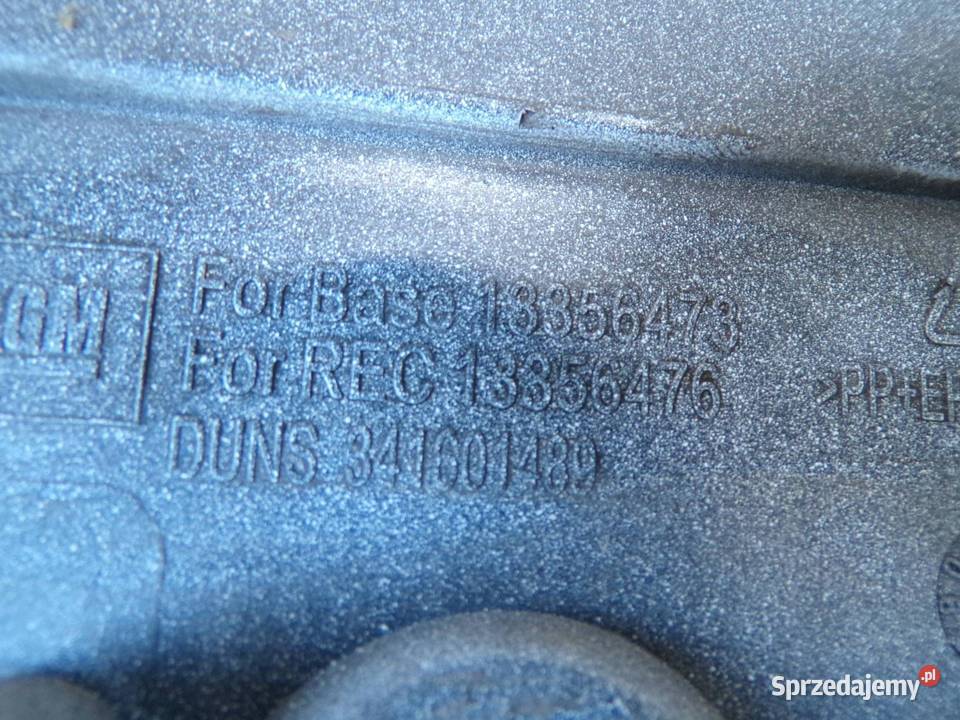 GM
For Base 13356473
For REC 13356476
DUNS 341601489
>PP+E
Sprzedajemy.pl